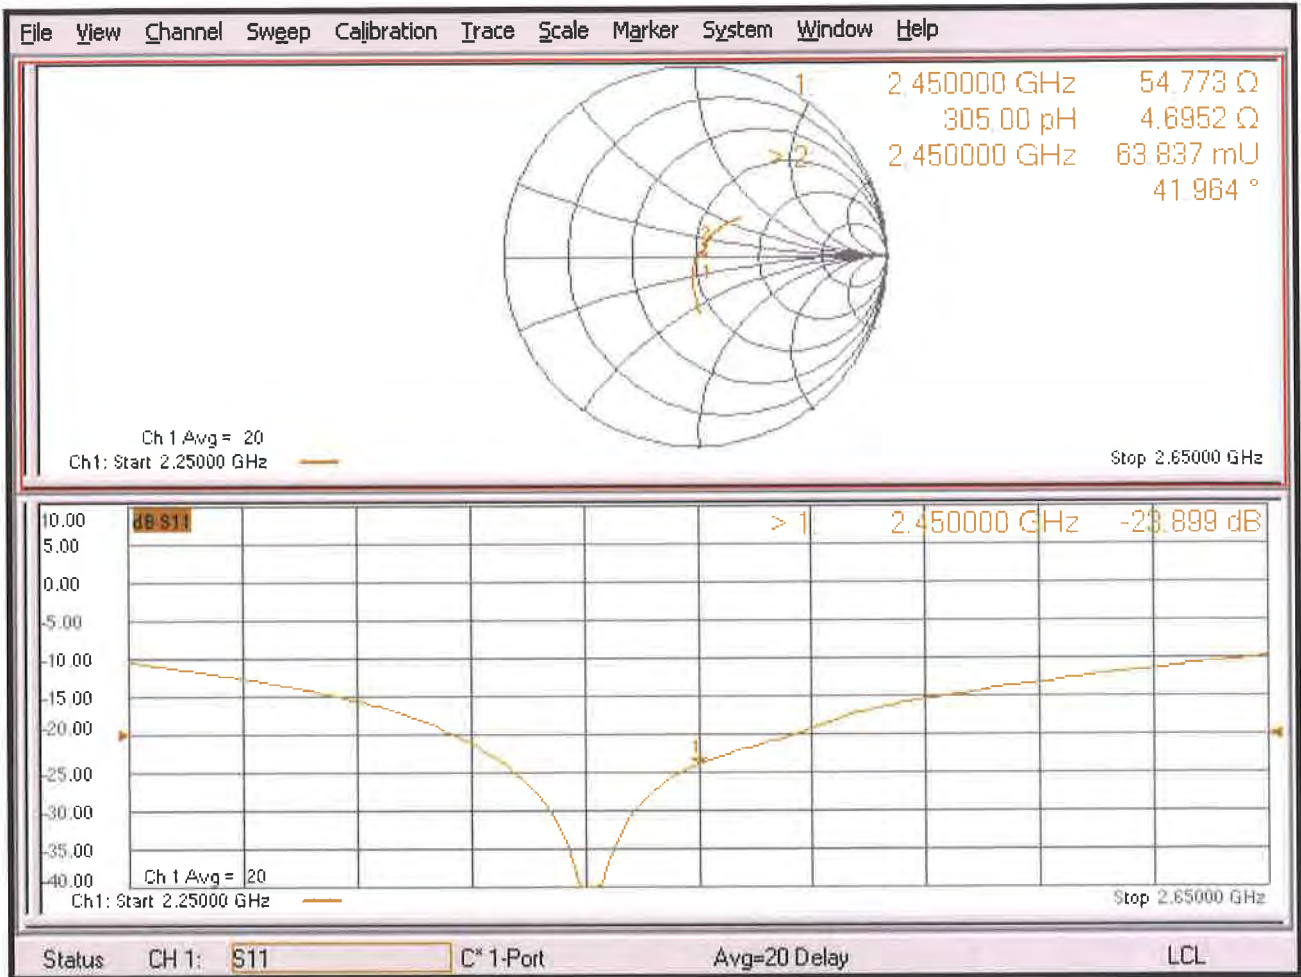 File View Channel Sweep Calibration Trace Scale Marker System Window Help
1: 2.450000 GHz 54.773 Ω
305.00 pH 4.6952 Ω
> 2: 2.450000 GHz 63.837 mU
41.964 °
2
1
Ch 1 Avg = 20
Ch1: Start 2.25000 GHz
Stop 2.65000 GHz
10.00
dB S11
> 1: 2.450000 GHz -23.899 dB
5.00
0.00
-5.00
-10.00
-15.00
-20.00
1
-25.00
-30.00
-35.00
-40.00
Ch 1 Avg = 20
Ch1: Start 2.25000 GHz
Stop 2.65000 GHz
Status CH 1: S11 C* 1-Port Avg=20 Delay LCL